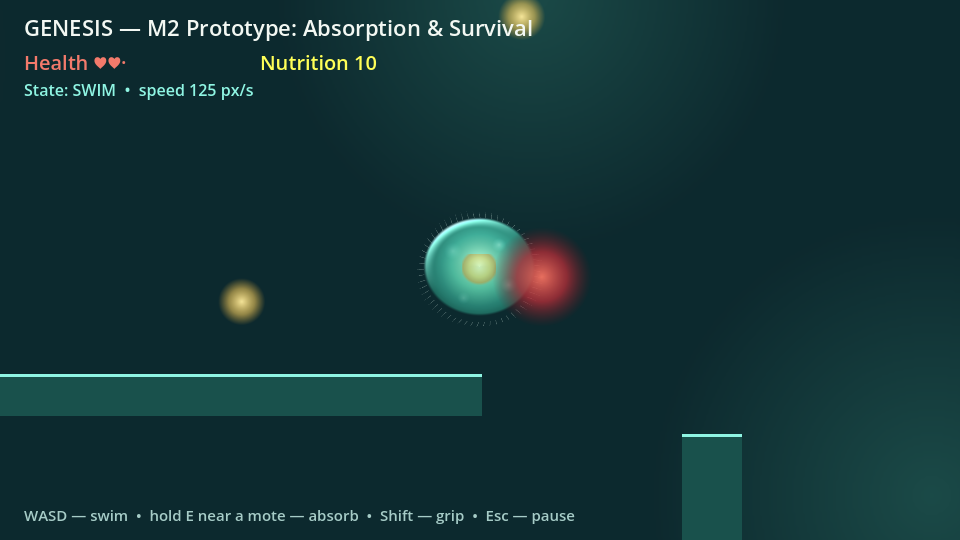 GENESIS — M2 Prototype: Absorption & Survival
Health ♥♥·
Nutrition 10
State: SWIM • speed 125 px/s
WASD — swim • hold E near a mote — absorb • Shift — grip • Esc — pause